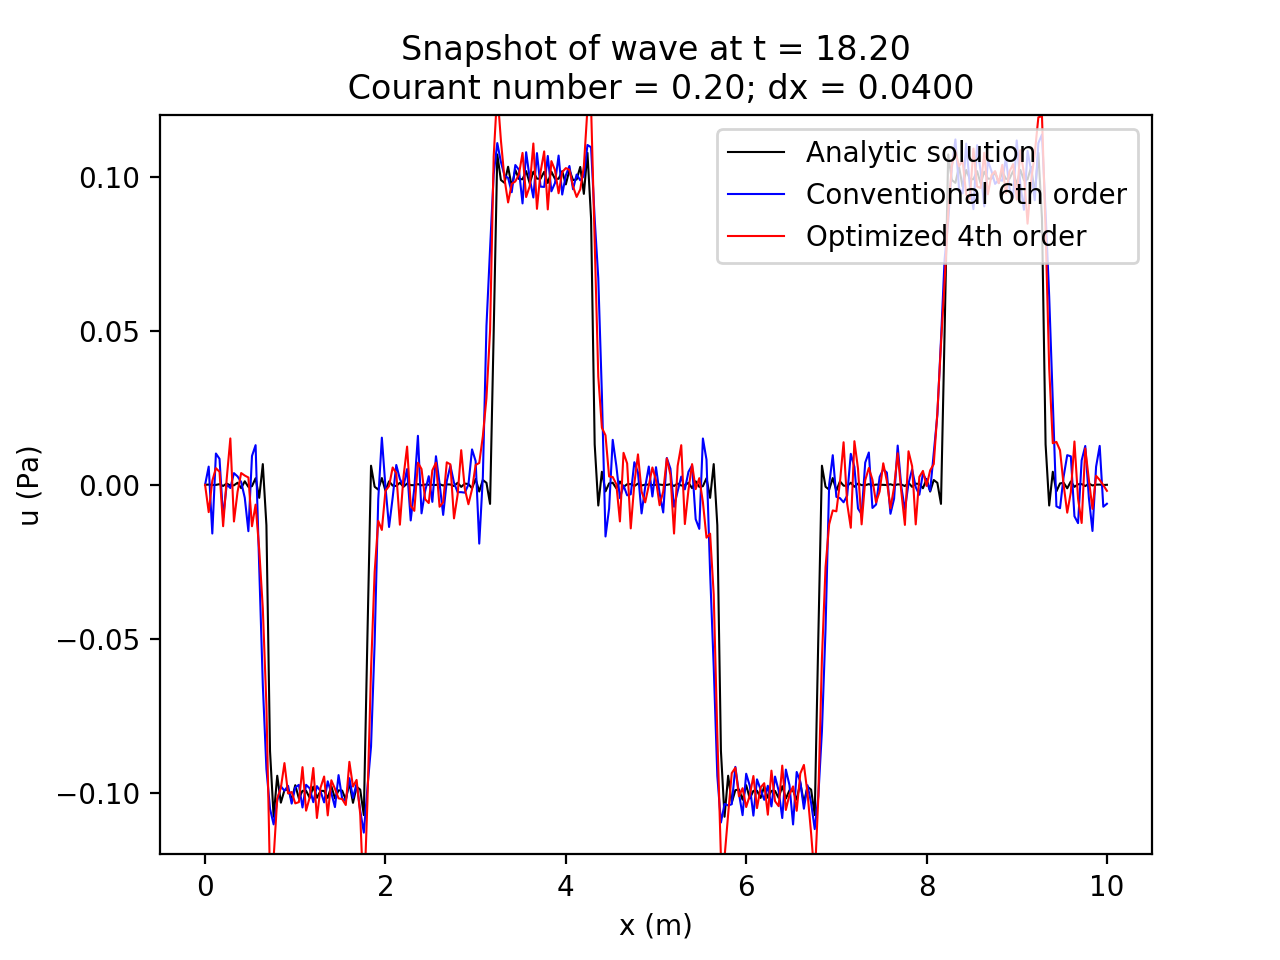 Snapshot of wave at t = 18.20
Courant number = 0.20; dx = 0.0400
Analytic solution
Conventional 6th order
Optimized 4th order
0.10
0.05
0.00
−0.05
−0.10
u (Pa)
0 2 4 6 8 10
x (m)